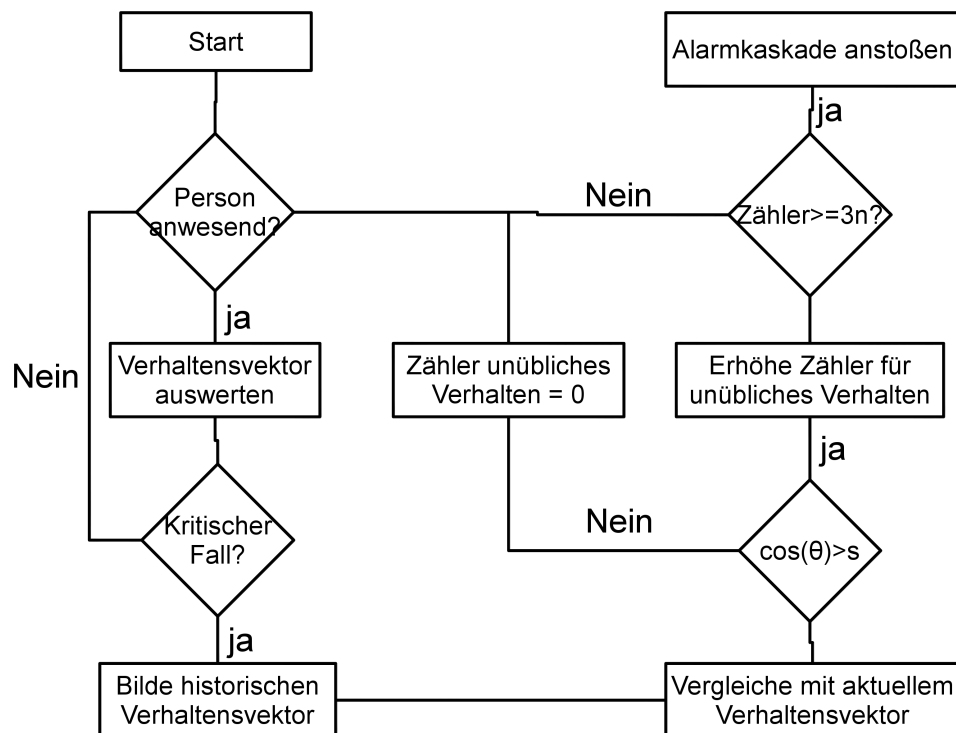 Start
Alarmkaskade anstoßen
ja
Person
anwesend?
Nein
Zähler>=3n?
ja
Nein
Verhaltensvektor
auswerten
Zähler unübliches
Verhalten = 0
Erhöhe Zähler für
unübliches Verhalten
ja
Kritischer
Fall?
Nein
cos(θ)>s
ja
Bilde historischen
Verhaltensvektor
Vergleiche mit aktuellem
Verhaltensvektor